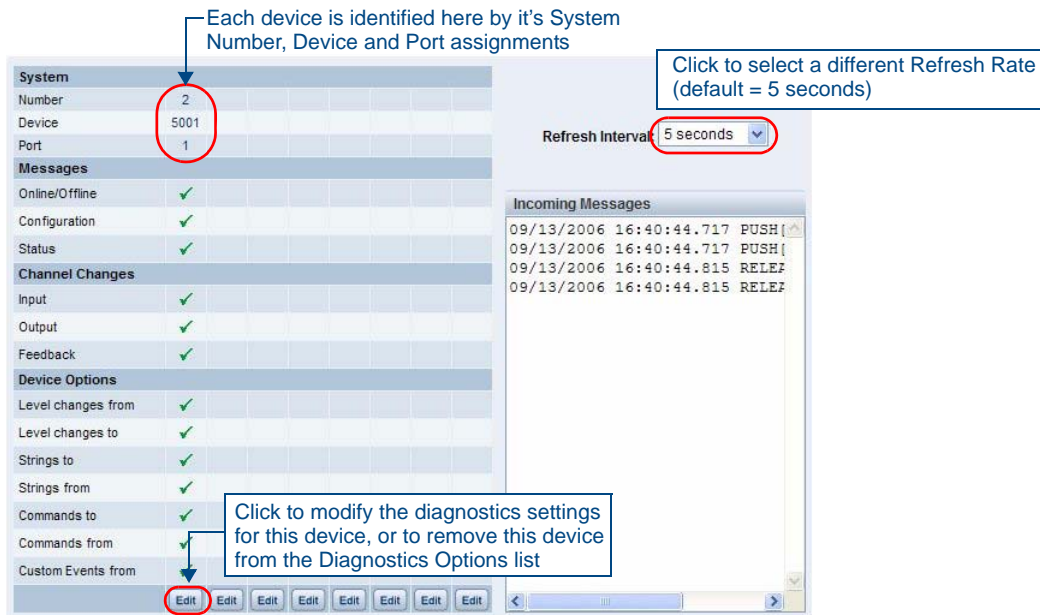 Each device is identified here by it's System
Number, Device and Port assignments
Click to select a different Refresh Rate
(default = 5 seconds)
System
Number 2
Device 5001
Port 1
Messages
Online/Offline
Configuration
Status
Channel Changes
Input
Output
Feedback
Device Options
Level changes from
Level changes to
Strings to
Strings from
Commands to
Commands from
Custom Events from
Edit Edit Edit Edit Edit Edit Edit Edit
Click to modify the diagnostics settings
for this device, or to remove this device
from the Diagnostics Options list
Refresh Interval: 5 seconds
Incoming Messages
09/13/2006 16:40:44.717 PUSH[
09/13/2006 16:40:44.717 PUSH[
09/13/2006 16:40:44.815 RELEA
09/13/2006 16:40:44.815 RELEA